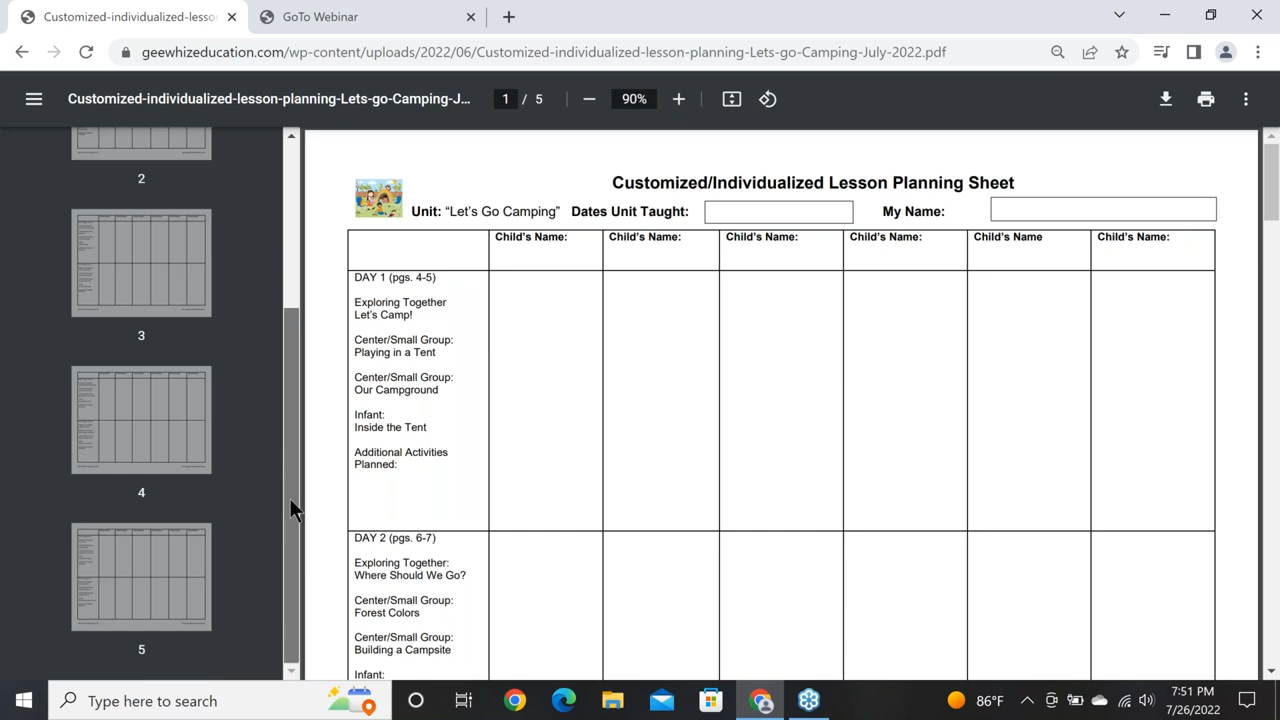 Customized-individualized-lesso
GoTo Webinar
geewhizeducation.com/wp-content/uploads/2022/06/Customized-individualized-lesson-planning-Lets-go-Camping-July-2022.pdf
Customized-individualized-lesson-planning-Lets-go-Camping-J...
1 / 5
90%
2
3
4
5
Customized/Individualized Lesson Planning Sheet
Unit: “Let’s Go Camping” Dates Unit Taught: My Name:
Child’s Name: Child’s Name: Child’s Name: Child’s Name: Child’s Name Child’s Name:
DAY 1 (pgs. 4-5)
Exploring Together
Let’s Camp!
Center/Small Group:
Playing in a Tent
Center/Small Group:
Our Campground
Infant:
Inside the Tent
Additional Activities
Planned:
DAY 2 (pgs. 6-7)
Exploring Together:
Where Should We Go?
Center/Small Group:
Forest Colors
Center/Small Group:
Building a Campsite
Infant:
Type here to search
86°F
7:51 PM
7/26/2022